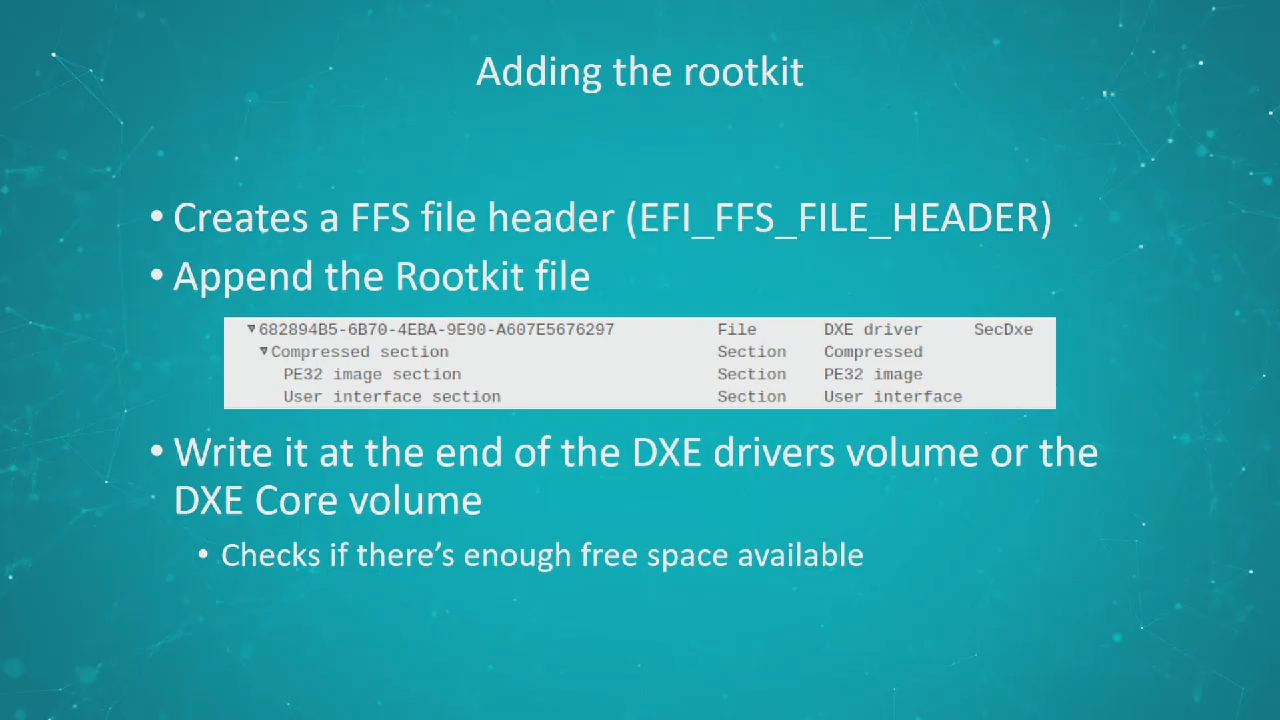 Adding the rootkit
• Creates a FFS file header (EFI_FFS_FILE_HEADER)
• Append the Rootkit file
682894B5-6B70-4EBA-9E90-A607E5676297 File DXE driver SecDxe
Compressed section Section Compressed
PE32 image section Section PE32 image
User interface section Section User interface
• Write it at the end of the DXE drivers volume or the
DXE Core volume
• Checks if there’s enough free space available